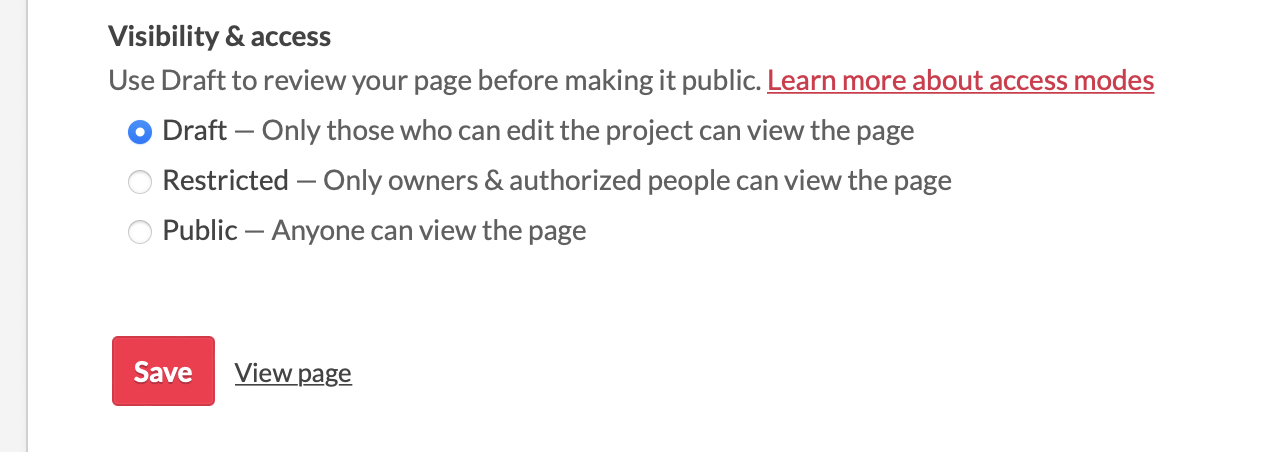 Visibility & access
Use Draft to review your page before making it public. Learn more about access modes
Draft — Only those who can edit the project can view the page
Restricted — Only owners & authorized people can view the page
Public — Anyone can view the page
Save View page